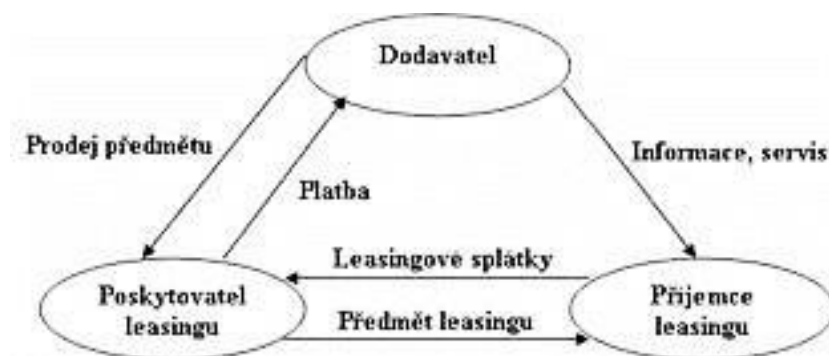 Dodavatel
Prodej předmětu
Informace, servis
Platba
Leasingové splátky
Poskytovatel
leasingu
Příjemce
leasingu
Předmět leasingu